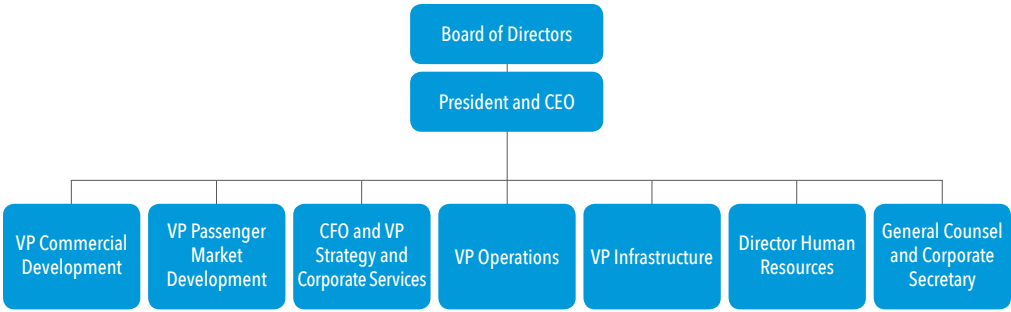 Board of Directors
President and CEO
VP Commercial
Development
VP Passenger
Market
Development
CFO and VP
Strategy and
Corporate Services
VP Operations
VP Infrastructure
Director Human
Resources
General Counsel
and Corporate
Secretary